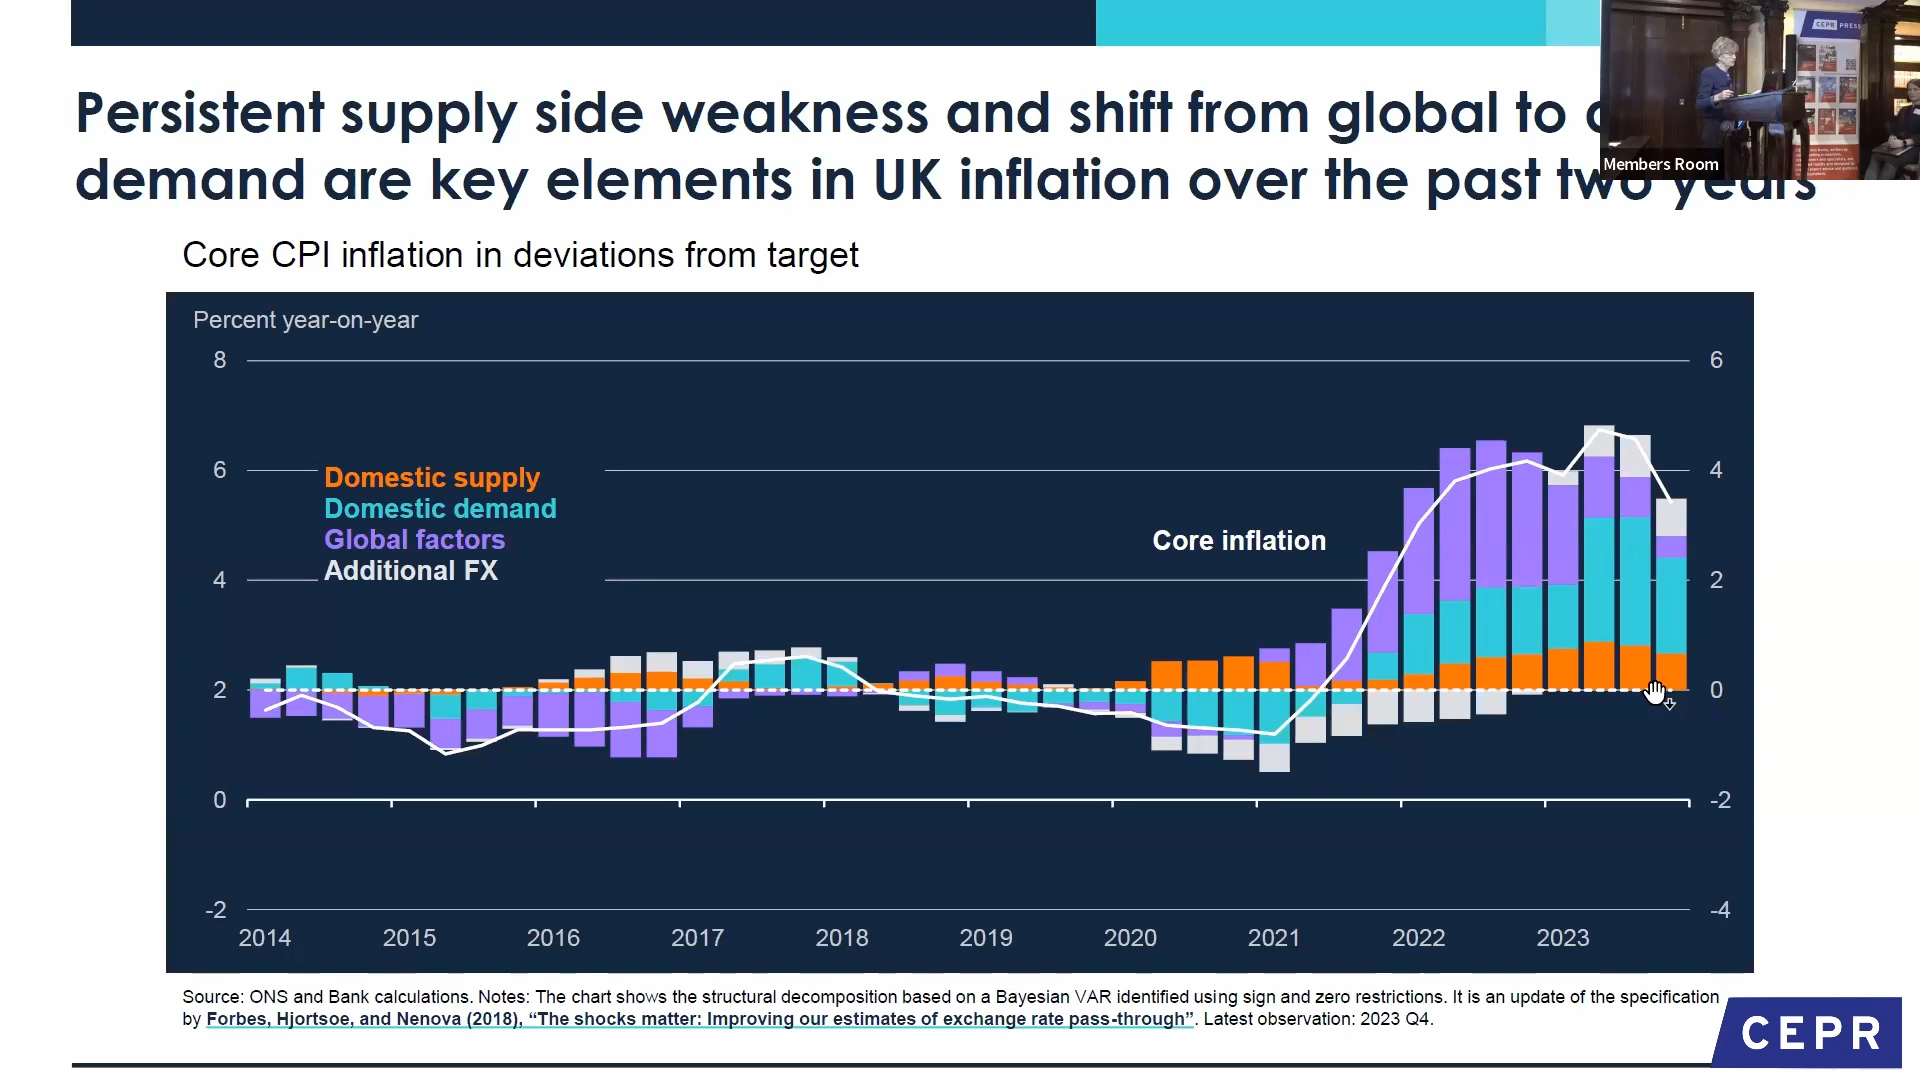 Persistent supply side weakness and shift from global to
demand are key elements in UK inflation over the past two years
Members Room
CEPR PRESS
Core CPI inflation in deviations from target
Percent year-on-year
8
6
4
2
0
-2
6
4
2
0
-2
-4
Domestic supply
Domestic demand
Global factors
Additional FX
Core inflation
2014 2015 2016 2017 2018 2019 2020 2021 2022 2023
Source: ONS and Bank calculations. Notes: The chart shows the structural decomposition based on a Bayesian VAR identified using sign and zero restrictions. It is an update of the specification
by Forbes, Hjortsoe, and Nenova (2018), “The shocks matter: Improving our estimates of exchange rate pass-through”. Latest observation: 2023 Q4.
CEPR